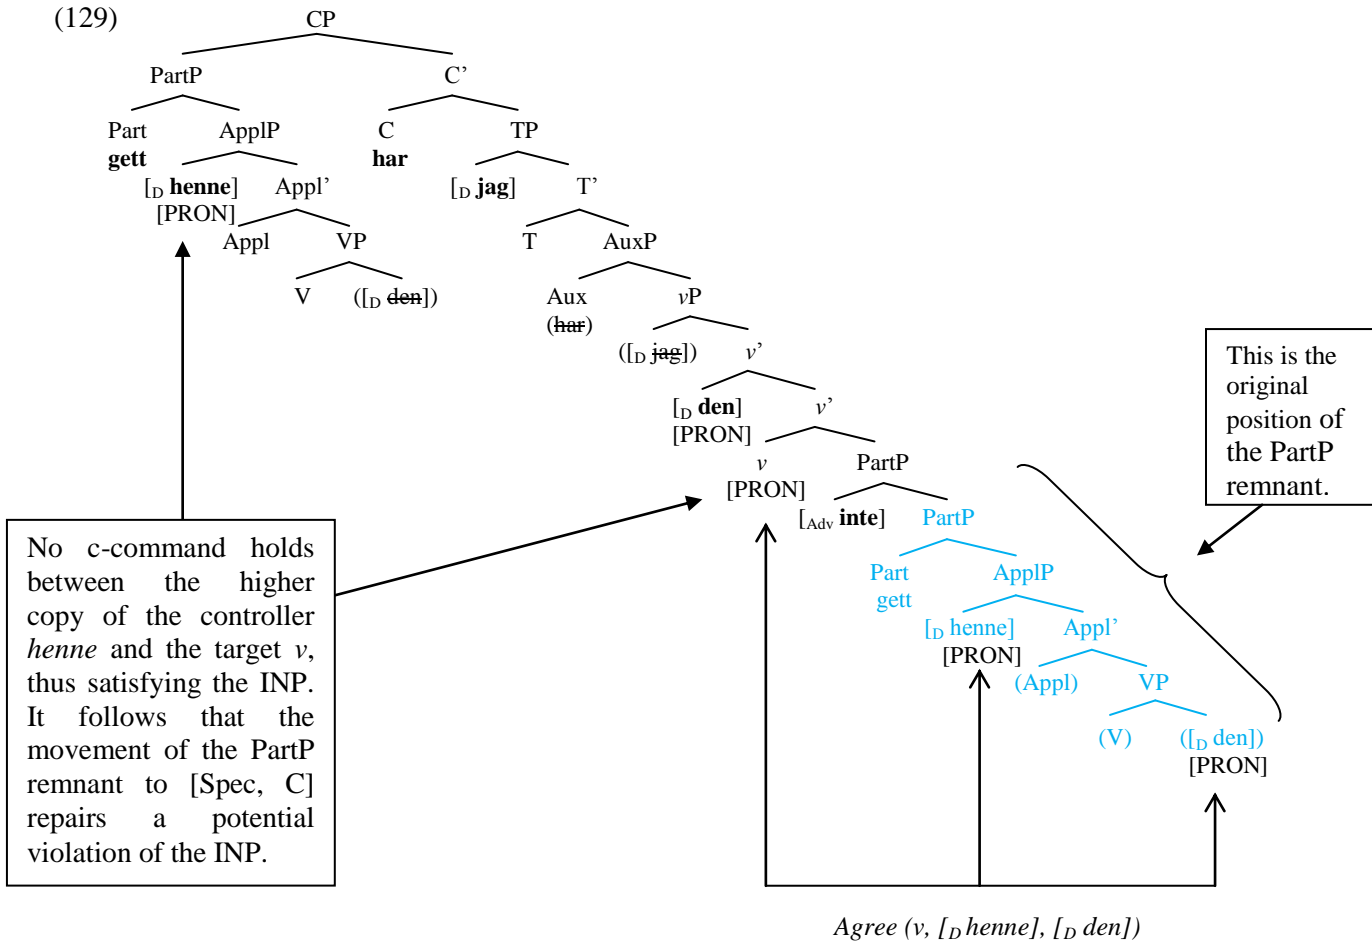 (129)
CP
PartP C’
Part ApplP C TP
gett har
[D henne] Appl’ [D jag] T’
[PRON]
Appl VP T AuxP
V ([D den]) Aux vP
(har)
([D jag]) v’
[D den] v’
[PRON]
v PartP
[PRON]
[Adv inte] PartP
Part ApplP
gett
[D henne] Appl’
[PRON]
(Appl) VP
(V) ([D den])
[PRON]
This is the
original
position of
the PartP
remnant.
No c-command holds
between the higher
copy of the controller
henne and the target v,
thus satisfying the INP.
It follows that the
movement of the PartP
remnant to [Spec, C]
repairs a potential
violation of the INP.
Agree (v, [D henne], [D den])